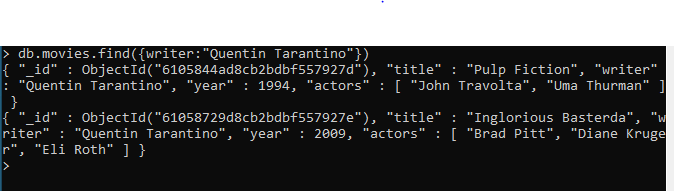 > db.movies.find({writer:"Quentin Tarantino"})
{ "_id" : ObjectId("6105844ad8cb2bdbf557927d"), "title" : "Pulp Fiction", "writer"
: "Quentin Tarantino", "year" : 1994, "actors" : [ "John Travolta", "Uma Thurman" ]
}
{ "_id" : ObjectId("61058729d8cb2bdbf557927e"), "title" : "Inglorious Basterda", "w
riter" : "Quentin Tarantino", "year" : 2009, "actors" : [ "Brad Pitt", "Diane Kruge
r", "Eli Roth" ] }
>